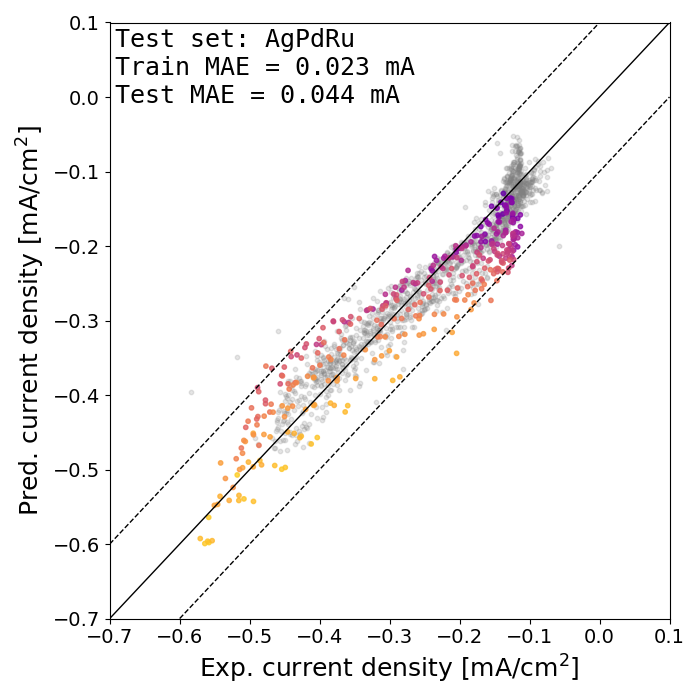 Test set: AgPdRu
Train MAE = 0.023 mA
Test MAE = 0.044 mA
0.1
0.0
−0.1
−0.2
−0.3
−0.4
−0.5
−0.6
−0.7
Pred. current density [mA/cm²]
−0.7 −0.6 −0.5 −0.4 −0.3 −0.2 −0.1 0.0 0.1
Exp. current density [mA/cm²]